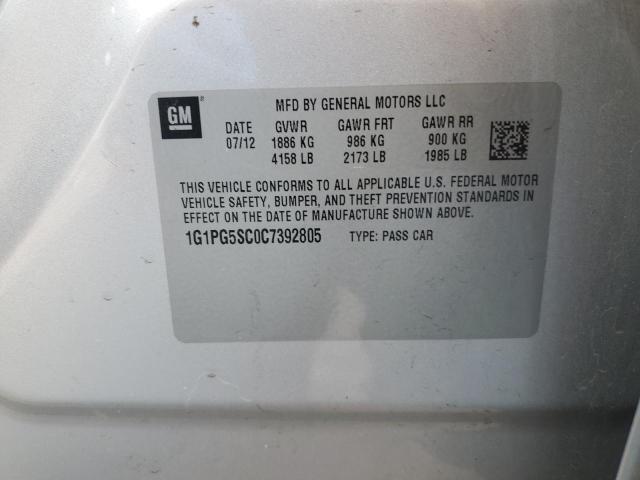 GM ® MFD BY GENERAL MOTORS LLC
DATE GVWR GAWR FRT GAWR RR
07/12 1886 KG 986 KG 900 KG
4158 LB 2173 LB 1985 LB
THIS VEHICLE CONFORMS TO ALL APPLICABLE U.S. FEDERAL MOTOR
VEHICLE SAFETY, BUMPER, AND THEFT PREVENTION STANDARDS IN
EFFECT ON THE DATE OF MANUFACTURE SHOWN ABOVE.
1G1PG5SC0C7392805 TYPE: PASS CAR